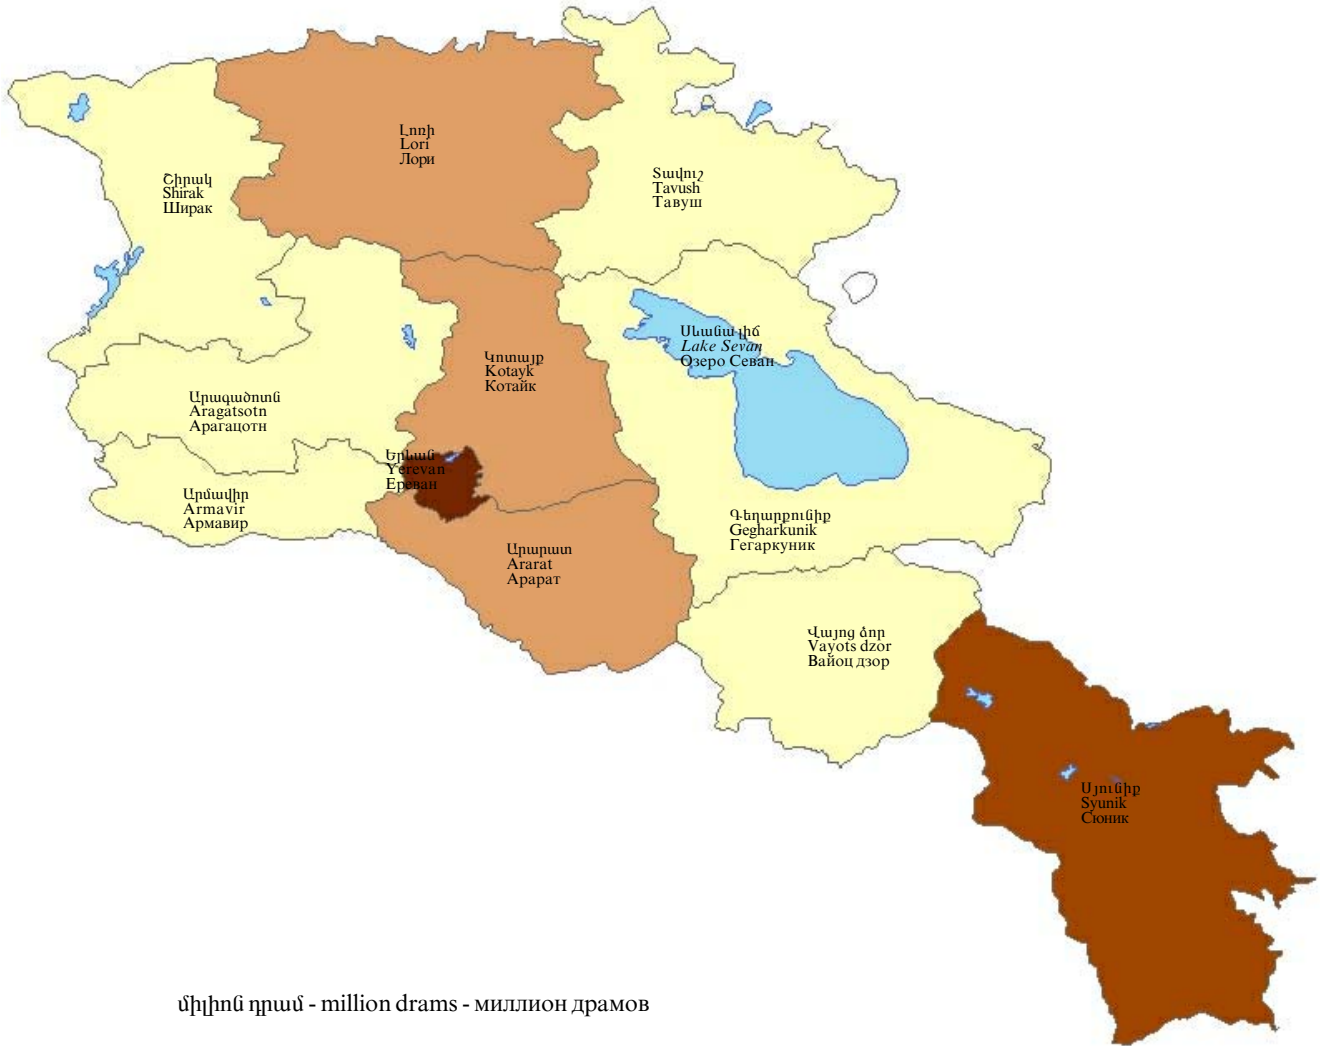 Լոռի
Lori
Лори
Շիրակ
Shirak
Ширак
Տավուշ
Tavush
Тавуш
Սևանա լիճ
Lake Sevan
Озеро Севан
Կոտայք
Kotayk
Котайк
Արագածոտն
Aragatsotn
Арагацотн
Երևան
Yerevan
Ереван
Արմավիր
Armavir
Армавир
Գեղարքունիք
Gegharkunik
Гегаркуник
Արարատ
Ararat
Арарат
Վայոց ձոր
Vayots dzor
Вайоц дзор
Սյունիք
Syunik
Сюник
միլիոն դրամ - million drams - миллион драмов